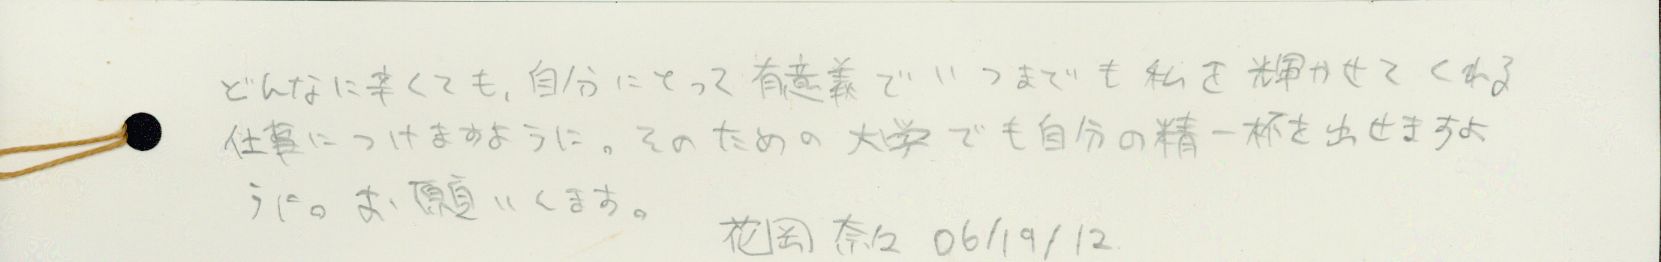 どんなに辛くても、自分にとって有意義でいつまでも私を輝かせてくれる
仕事につけますように。そのための大学でも自分の精一杯を出せますよ
うに。お願いします。
花岡 奈々 06/19/12